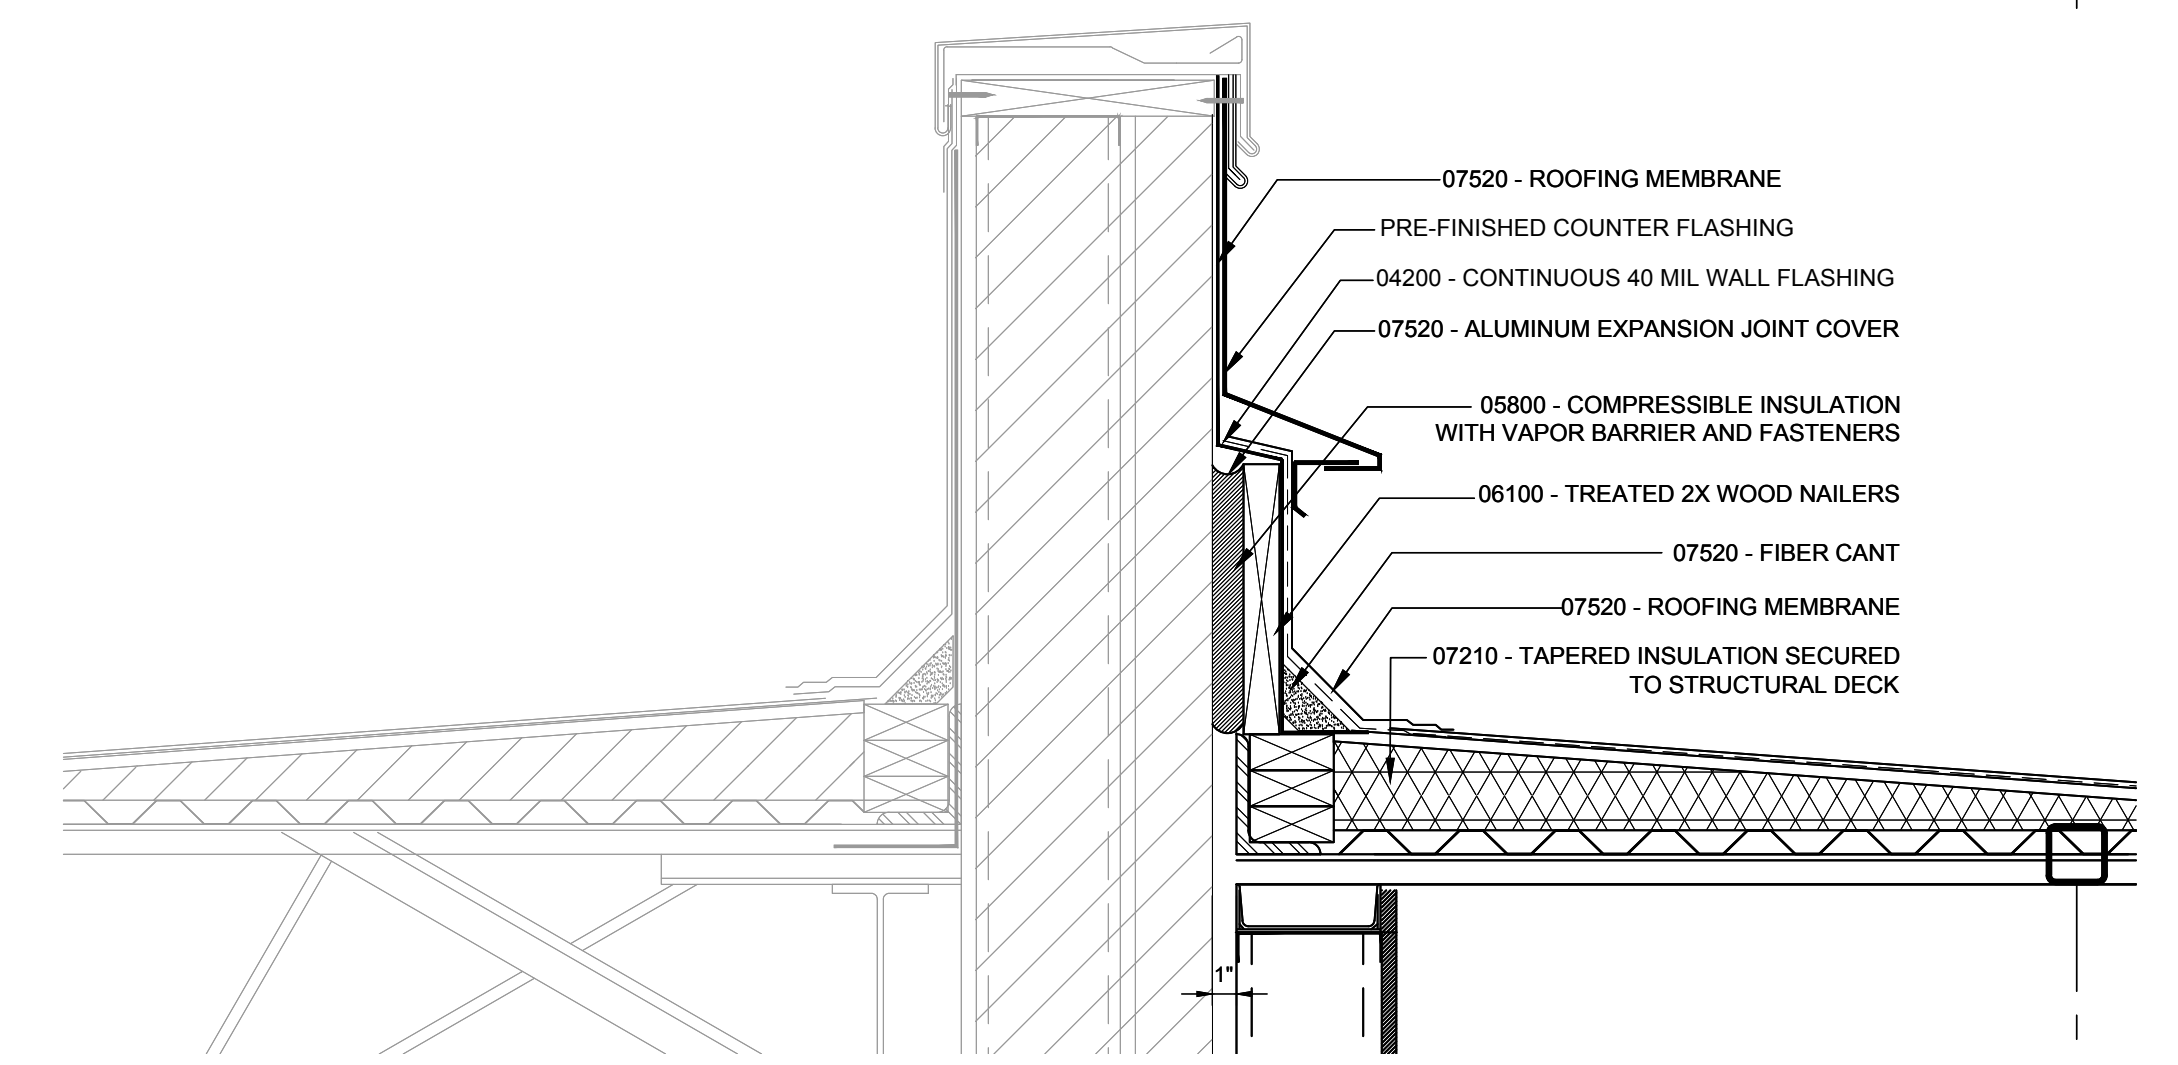 07520 - ROOFING MEMBRANE
PRE-FINISHED COUNTER FLASHING
04200 - CONTINUOUS 40 MIL WALL FLASHING
07520 - ALUMINUM EXPANSION JOINT COVER
05800 - COMPRESSIBLE INSULATION
WITH VAPOR BARRIER AND FASTENERS
06100 - TREATED 2X WOOD NAILERS
07520 - FIBER CANT
07520 - ROOFING MEMBRANE
07210 - TAPERED INSULATION SECURED
TO STRUCTURAL DECK
1"